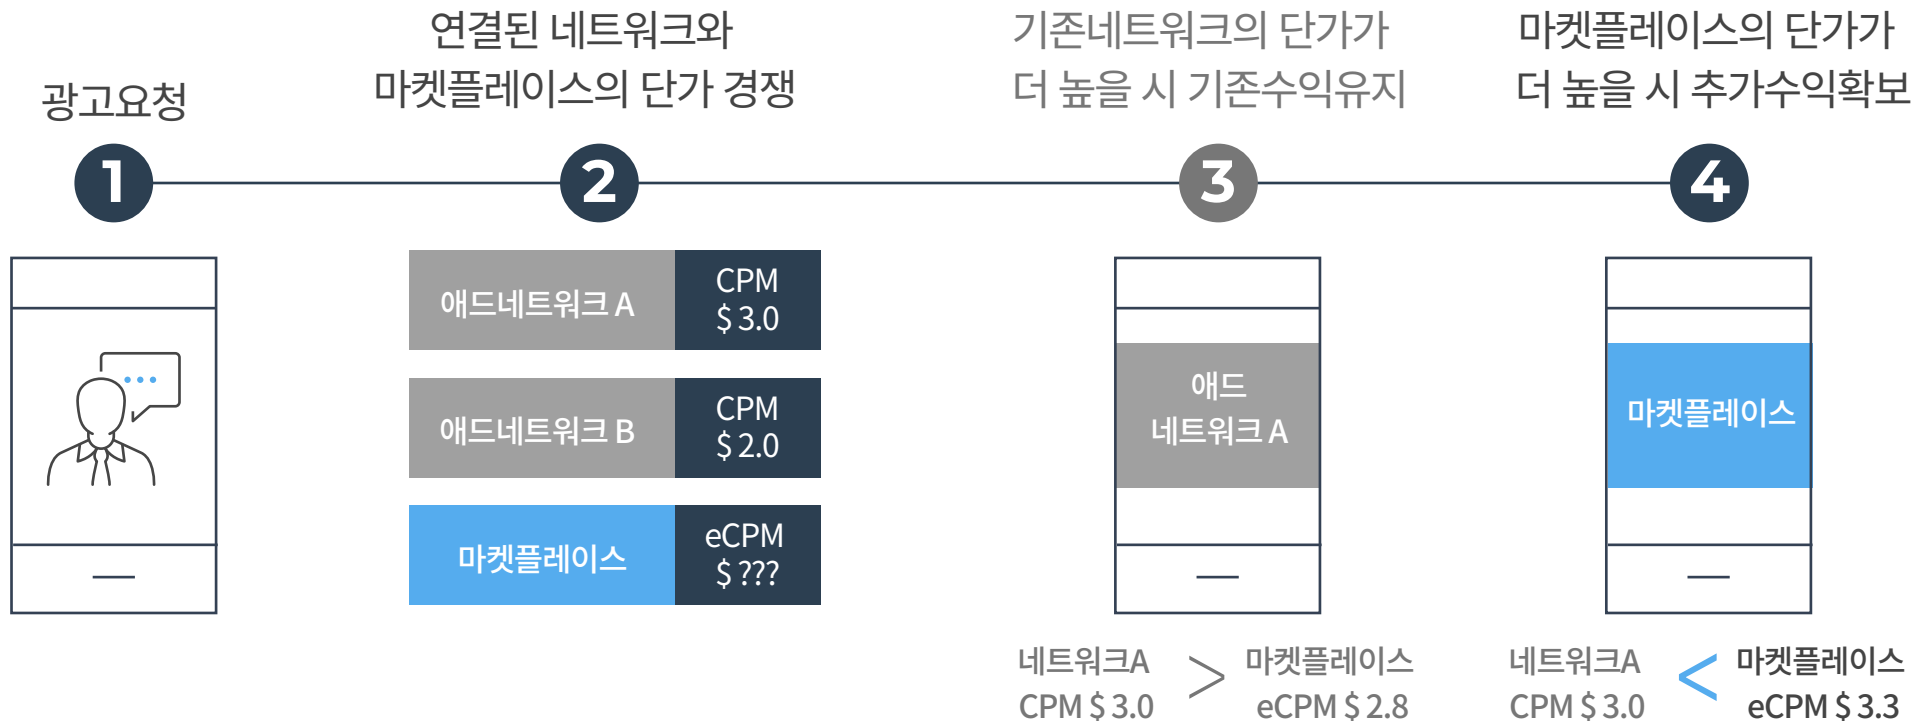 광고요청
1
연결된 네트워크와
마켓플레이스의 단가 경쟁
2
애드네트워크 A
CPM
$ 3.0
애드네트워크 B
CPM
$ 2.0
마켓플레이스
eCPM
$ ???
기존네트워크의 단가가
더 높을 시 기존수익유지
3
애드
네트워크 A
네트워크A
CPM $ 3.0
>
마켓플레이스
eCPM $ 2.8
마켓플레이스의 단가가
더 높을 시 추가수익확보
4
마켓플레이스
네트워크A
CPM $ 3.0
<
마켓플레이스
eCPM $ 3.3